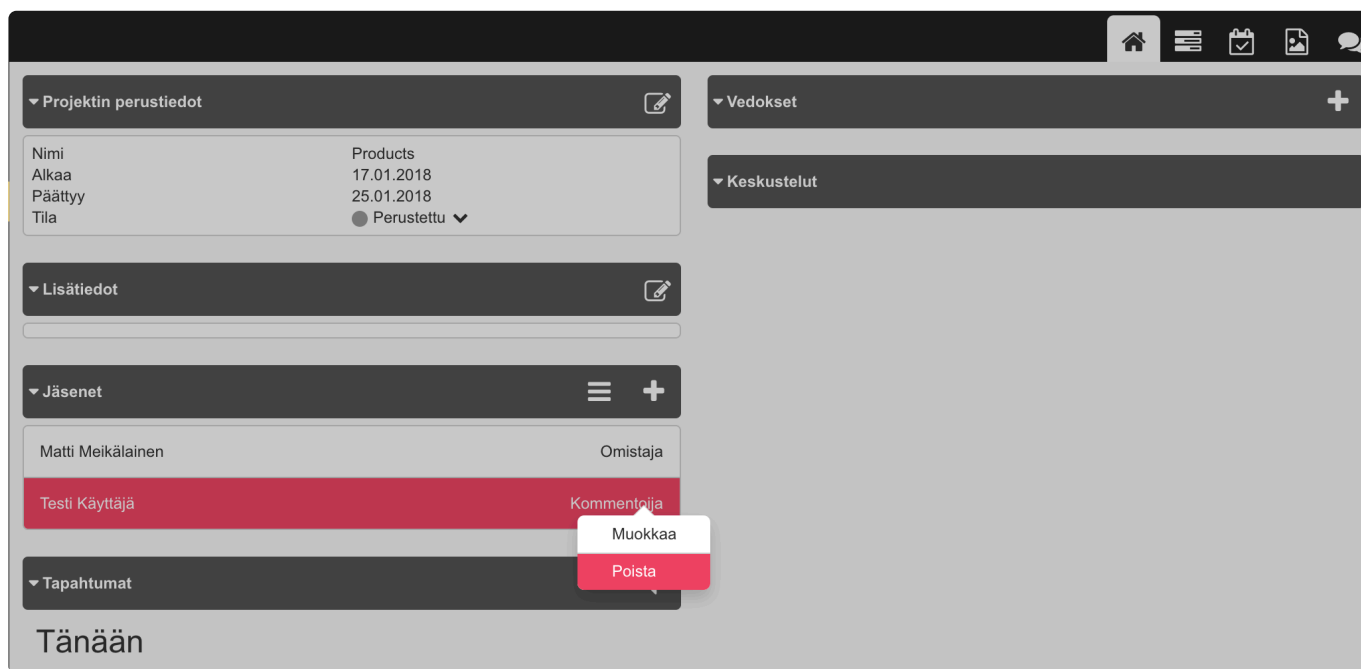 Projektin perustiedot
Nimi Products
Alkaa 17.01.2018
Päättyy 25.01.2018
Tila Perustettu
Lisätiedot
Jäsenet
Matti Meikäläinen Omistaja
Testi Käyttäjä Kommentoija
Muokkaa
Poista
Tapahtumat
Tänään
Vedokset
Keskustelut